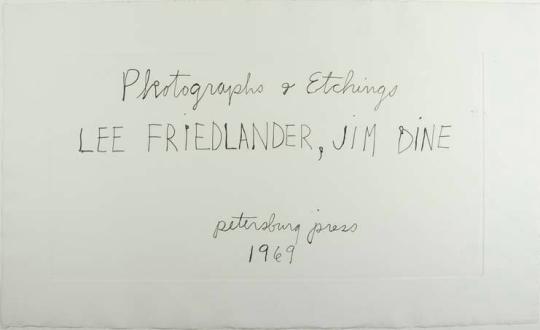 Photographs & Etchings
LEE FRIEDLANDER, JIM DINE
petersburg press
1969